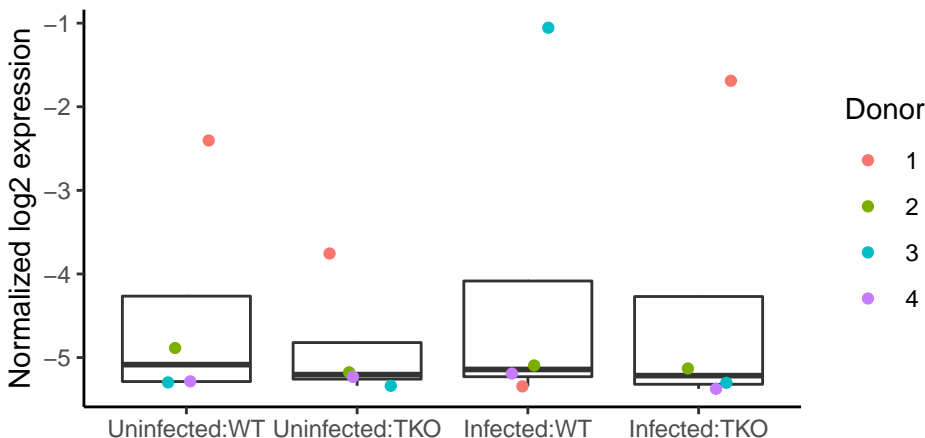 Normalized log2 expression
−1
−2
−3
−4
−5
Uninfected:WT
Uninfected:TKO
Infected:WT
Infected:TKO
Donor
1
2
3
4